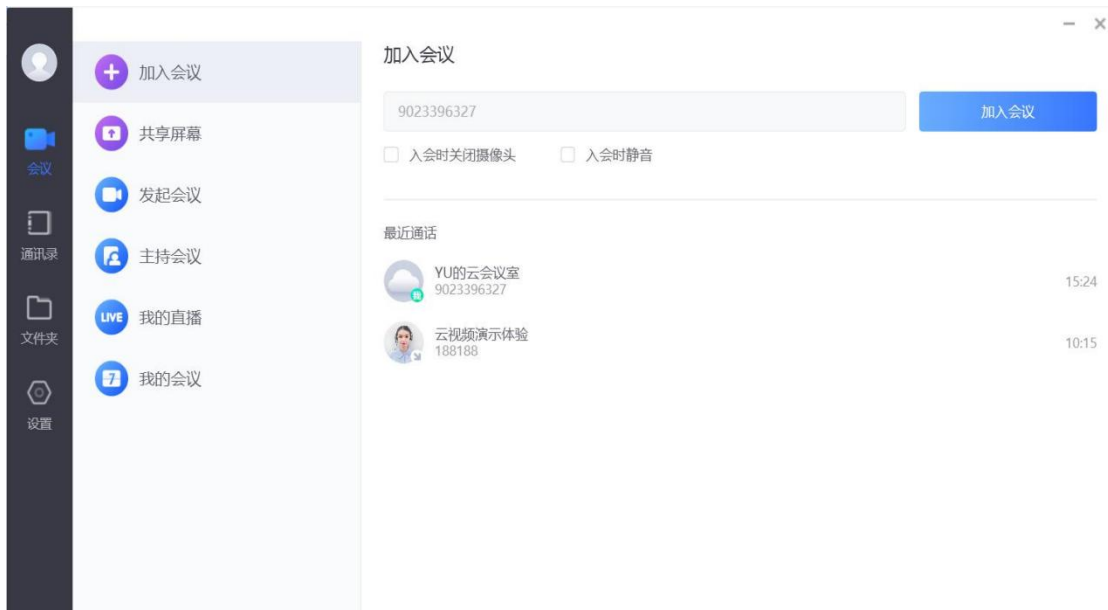 会议
通讯录
文件夹
设置
加入会议
共享屏幕
发起会议
主持会议
LIVE
我的直播
7
我的会议
加入会议
9023396327
加入会议
入会时关闭摄像头
入会时静音
最近通话
YU的云会议室
9023396327
15:24
云视频演示体验
188188
10:15